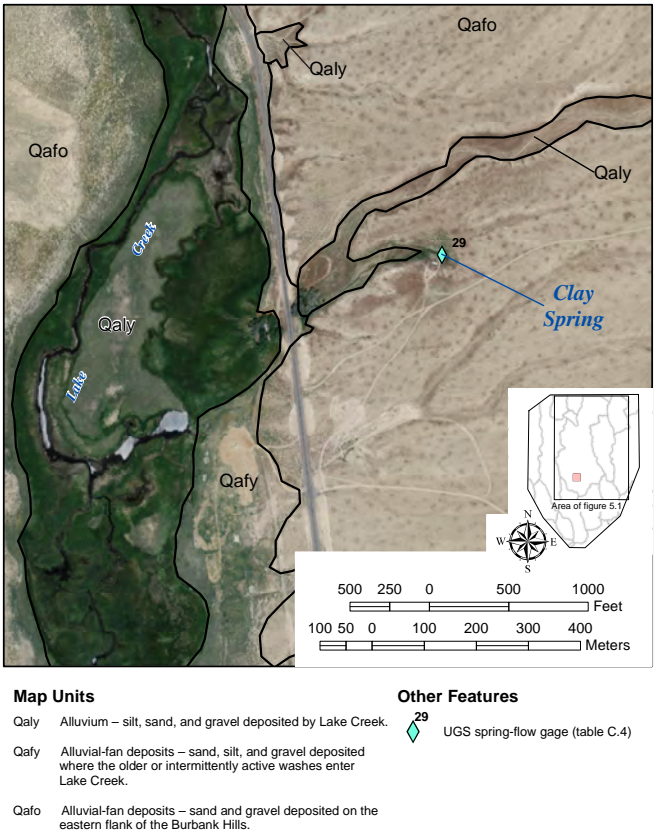 Qafo
Qaly
Qafo
Qaly
29
Creek
Clay
Spring
Qaly
Lake
Qafy
Area of figure 5.1
N
W E
S
500 250 0 500 1000
Feet
100 50 0 100 200 300 400
Meters
Map Units
Qaly Alluvium – silt, sand, and gravel deposited by Lake Creek.
Qafy Alluvial-fan deposits – sand, silt, and gravel deposited
where the older or intermittently active washes enter
Lake Creek.
Qafo Alluvial-fan deposits – sand and gravel deposited on the
eastern flank of the Burbank Hills.
Other Features
29
UGS spring-flow gage (table C.4)